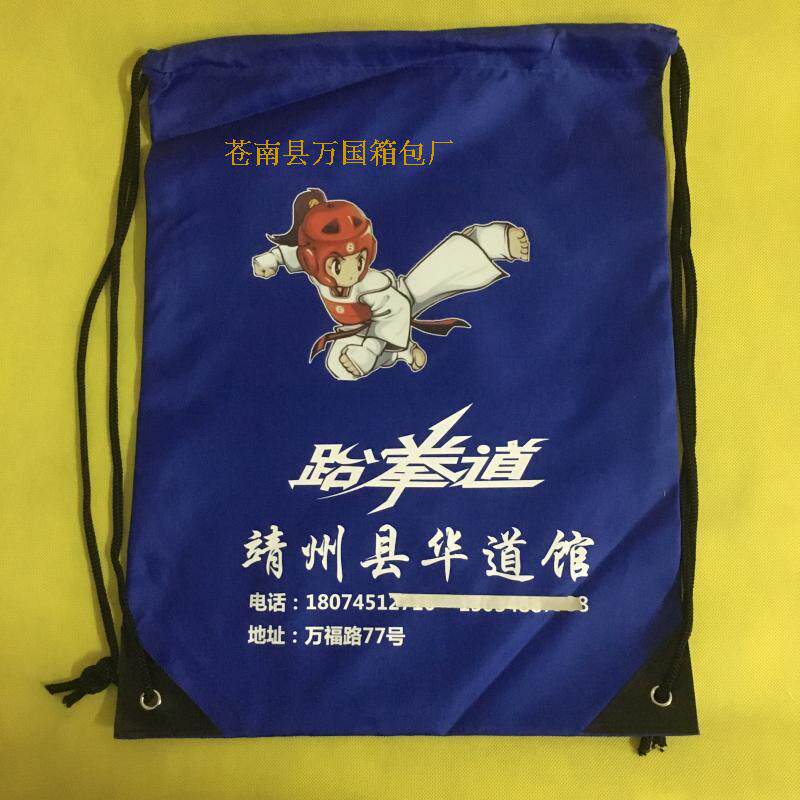 苍南县万国箱包厂
跆拳道
靖州县华道馆
电话：18074512
地址：万福路77号